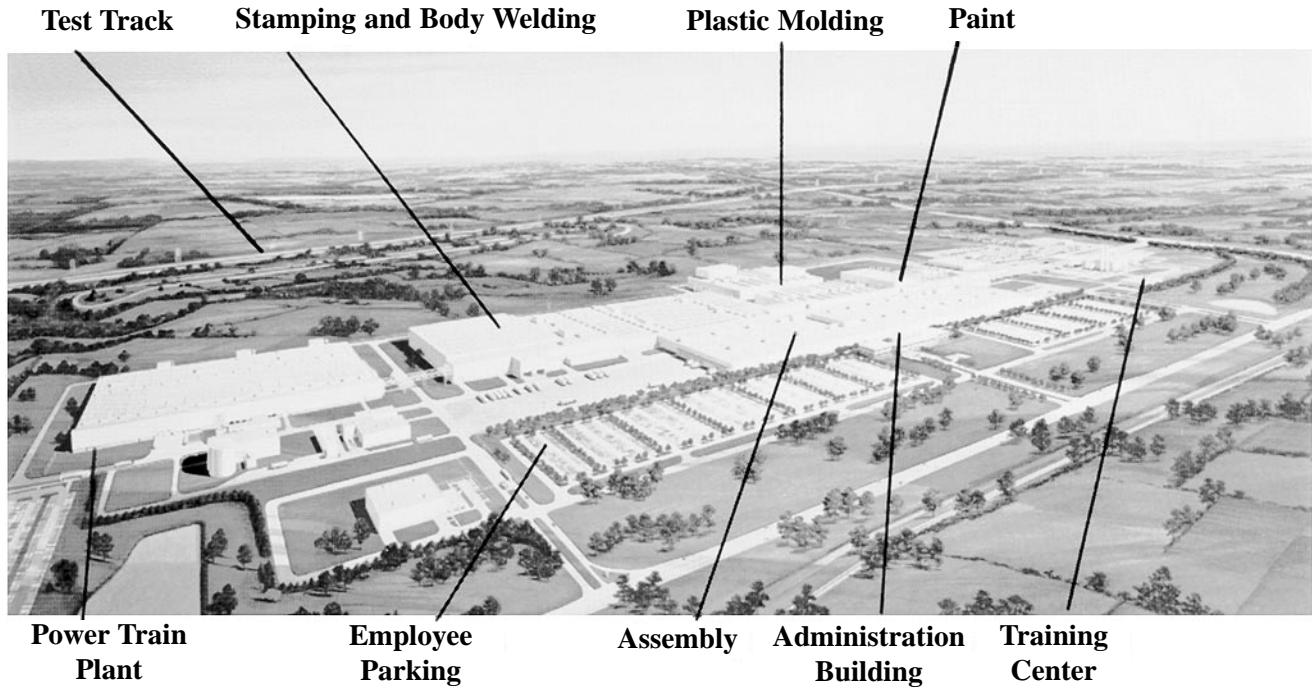 Test Track
Stamping and Body Welding
Plastic Molding
Paint
Power Train
Plant
Employee
Parking
Assembly
Administration
Building
Training
Center